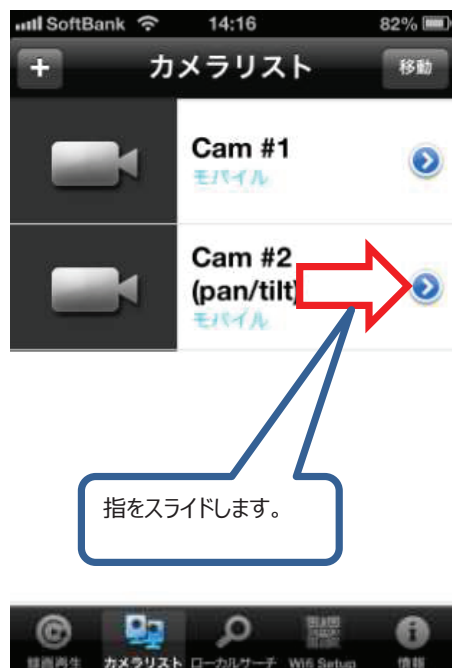 SoftBank 14:16 82%
+ カメラリスト 移動
Cam #1
モバイル
Cam #2
(pan/tilt)
モバイル
指をスライドします。
録画再生 カメラリスト ローカルサーチ Wifi Setup 情報